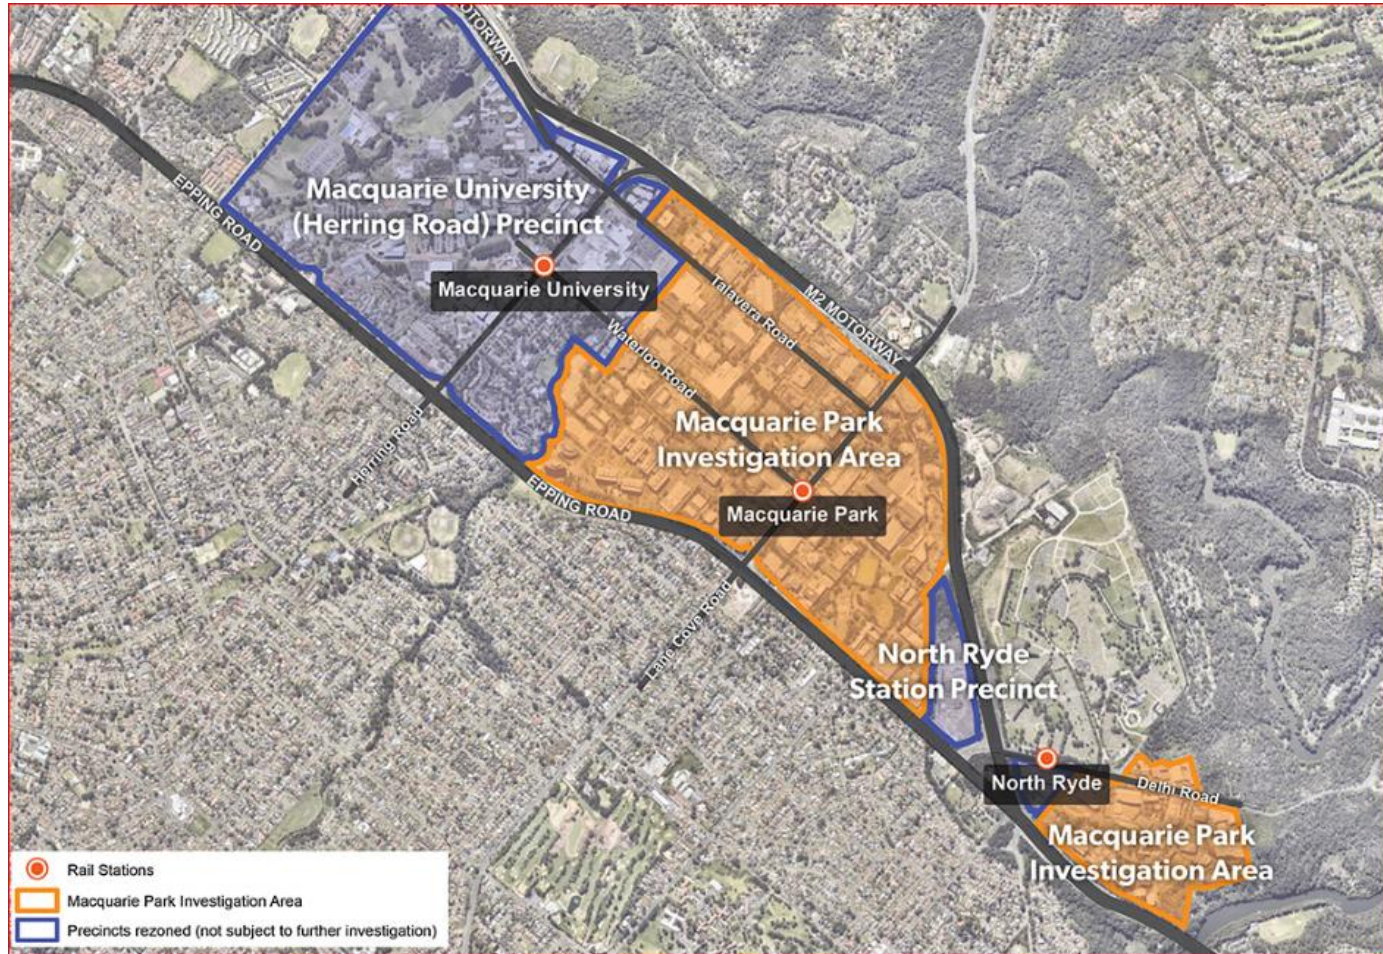 MOTORWAY
Macquarie University
(Herring Road) Precinct
EPPING ROAD
Macquarie University
Talavera Road
M2 MOTORWAY
Waterloo Road
Herring Road
Macquarie Park
Investigation Area
EPPING ROAD
Macquarie Park
Lane Cove Road
North Ryde
Station Precinct
North Ryde
Delhi Road
Macquarie Park
Investigation Area
Rail Stations
Macquarie Park Investigation Area
Precincts rezoned (not subject to further investigation)